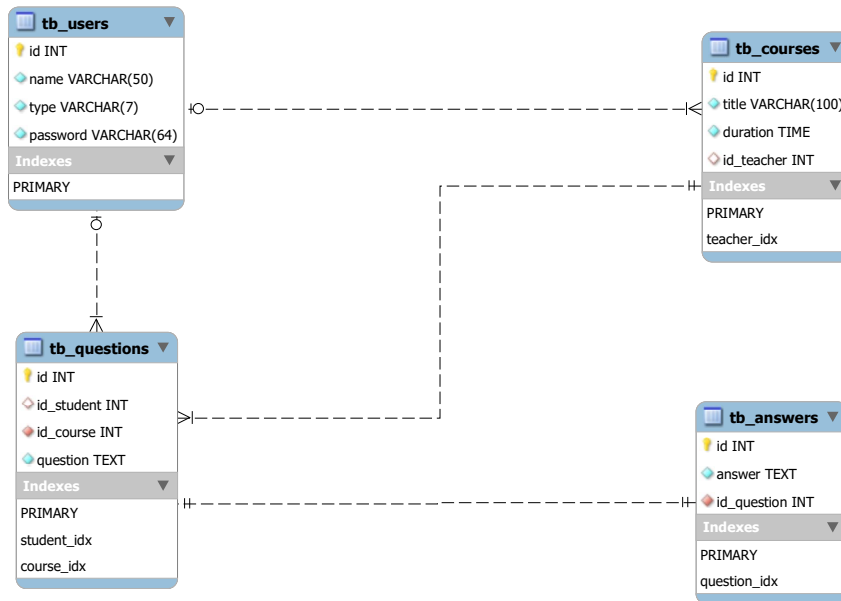 tb_users
id INT
name VARCHAR(50)
type VARCHAR(7)
password VARCHAR(64)
Indexes
PRIMARY
tb_courses
id INT
title VARCHAR(100)
duration TIME
id_teacher INT
Indexes
PRIMARY
teacher_idx
tb_questions
id INT
id_student INT
id_course INT
question TEXT
Indexes
PRIMARY
student_idx
course_idx
tb_answers
id INT
answer TEXT
id_question INT
Indexes
PRIMARY
question_idx